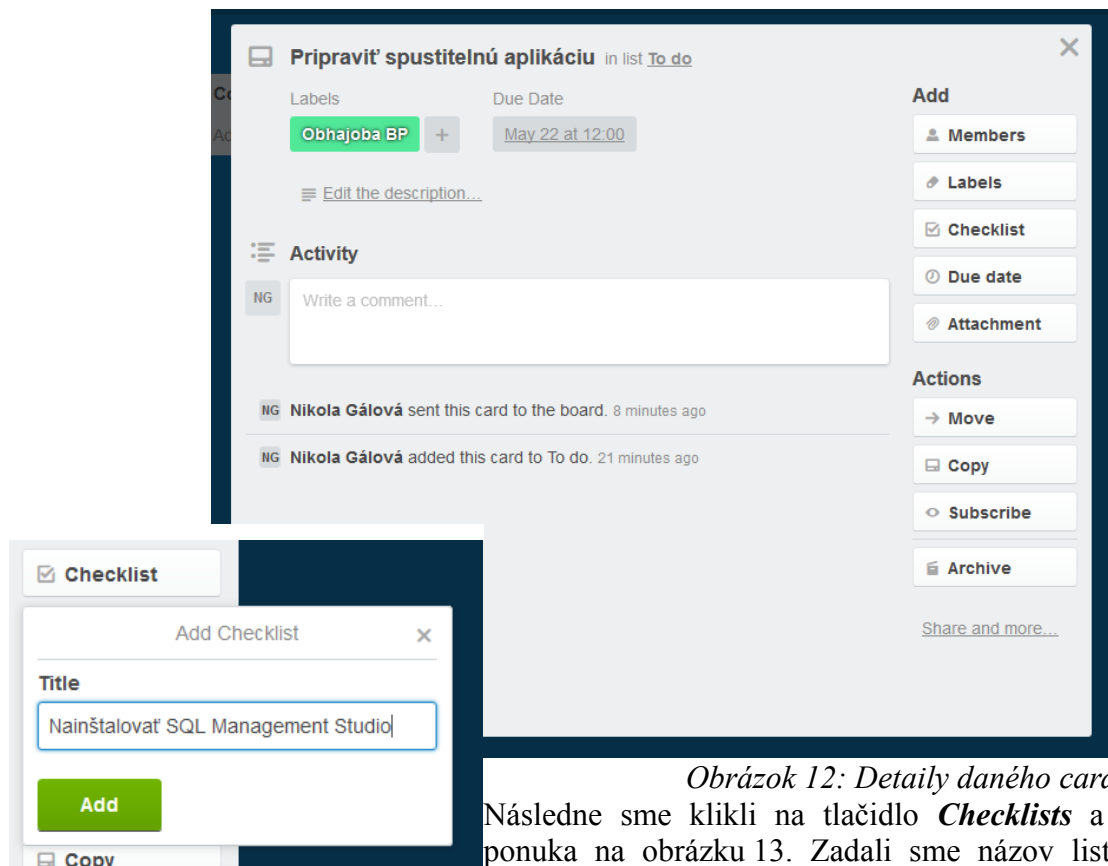 Pripraviť spustitelnú aplikáciu in list To do
Labels
Due Date
Obhajoba BP +
May 22 at 12:00
Edit the description…
Activity
NG
Write a comment…
NG Nikola Gálová sent this card to the board. 8 minutes ago
NG Nikola Gálová added this card to To do. 21 minutes ago
Add
Members
Labels
Checklist
Due date
Attachment
Actions
Move
Copy
Subscribe
Archive
Share and more…
Checklist
Add Checklist
Title
Nainštalovať SQL Management Studio
Add
Copy
Obrázok 12: Detaily daného
Následne sme klikli na tlačidlo Checklists a
ponuka na obrázku 13. Zadali sme názov